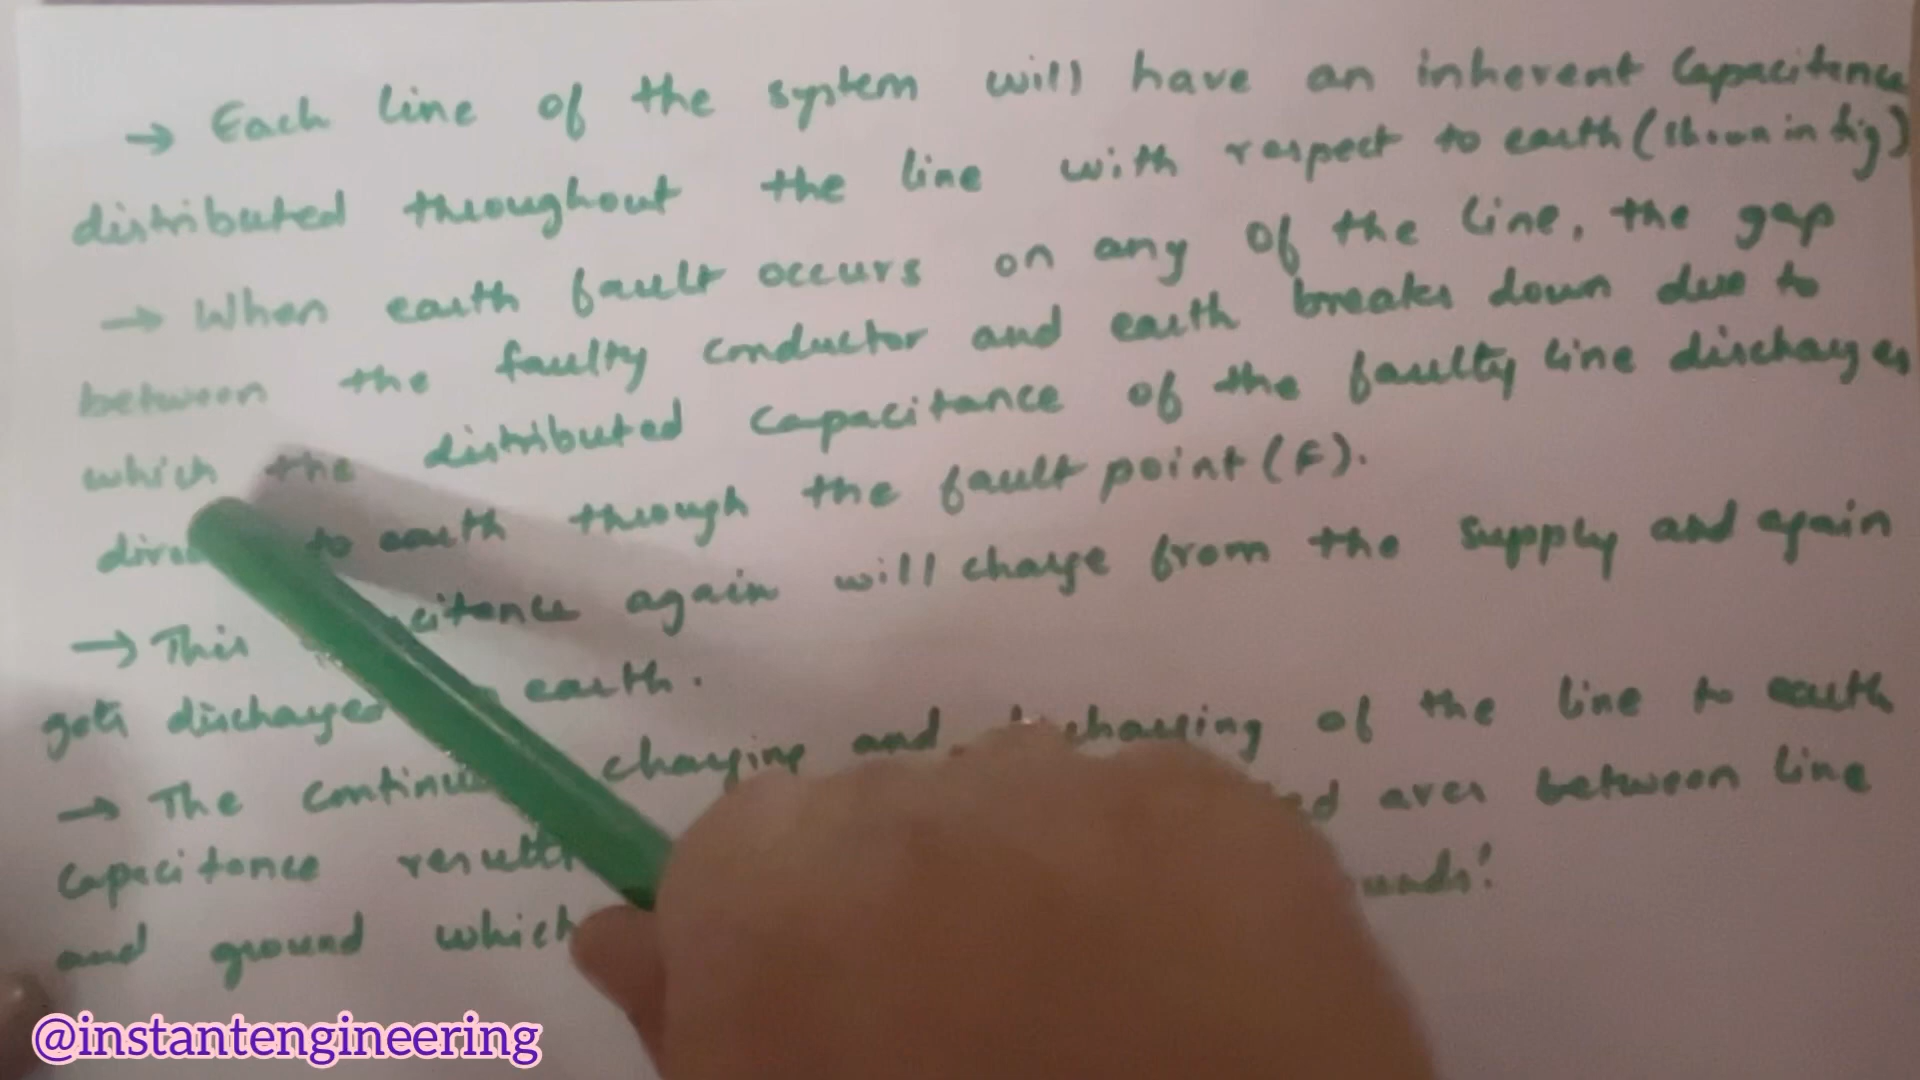 → Each line of the system will have an inherent Capacitance
distributed throughout the line with respect to earth (shown in fig)
→ When earth fault occurs on any of the line, the gap
between the faulty conductor and earth breaks down due to
which the distributed capacitance of the faulty line discharges
to earth through the fault point (F).
→ This again will charge from the supply and again
gets discharged earth.
→ The charging and discharging of the line to earth
capacitance arcs between line
and ground which
@instantengineering